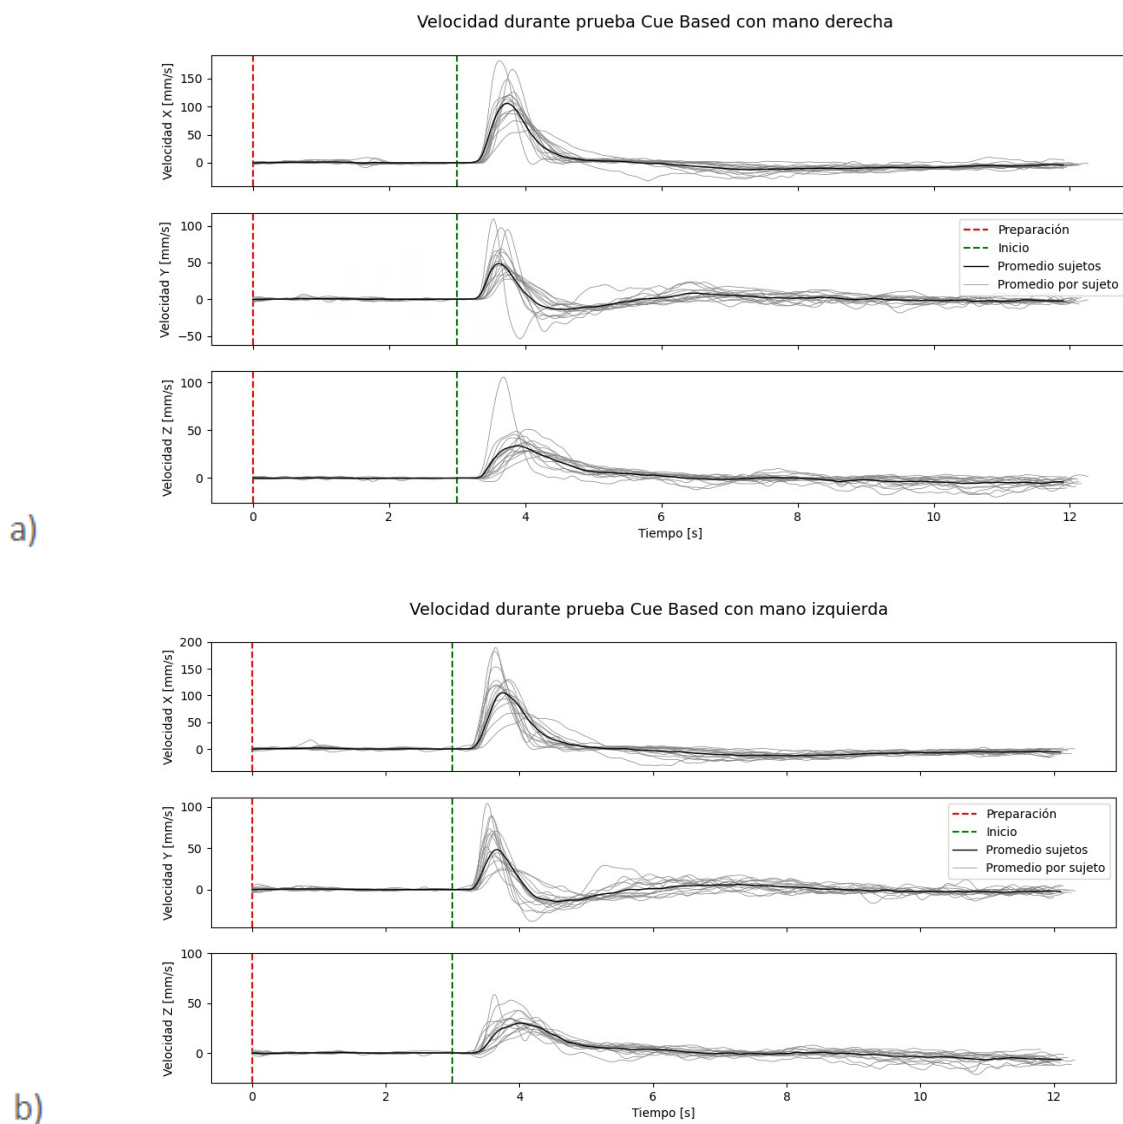 Velocidad durante prueba Cue Based con mano derecha
Velocidad X [mm/s]
150
100
50
0
Velocidad Y [mm/s]
100
50
0
−50
Preparación
Inicio
Promedio sujetos
Promedio por sujeto
Velocidad Z [mm/s]
100
50
0
0 2 4 6 8 10 12
Tiempo [s]
a)
Velocidad durante prueba Cue Based con mano izquierda
Velocidad X [mm/s]
200
150
100
50
0
Velocidad Y [mm/s]
100
50
0
Preparación
Inicio
Promedio sujetos
Promedio por sujeto
Velocidad Z [mm/s]
100
50
0
0 2 4 6 8 10 12
Tiempo [s]
b)